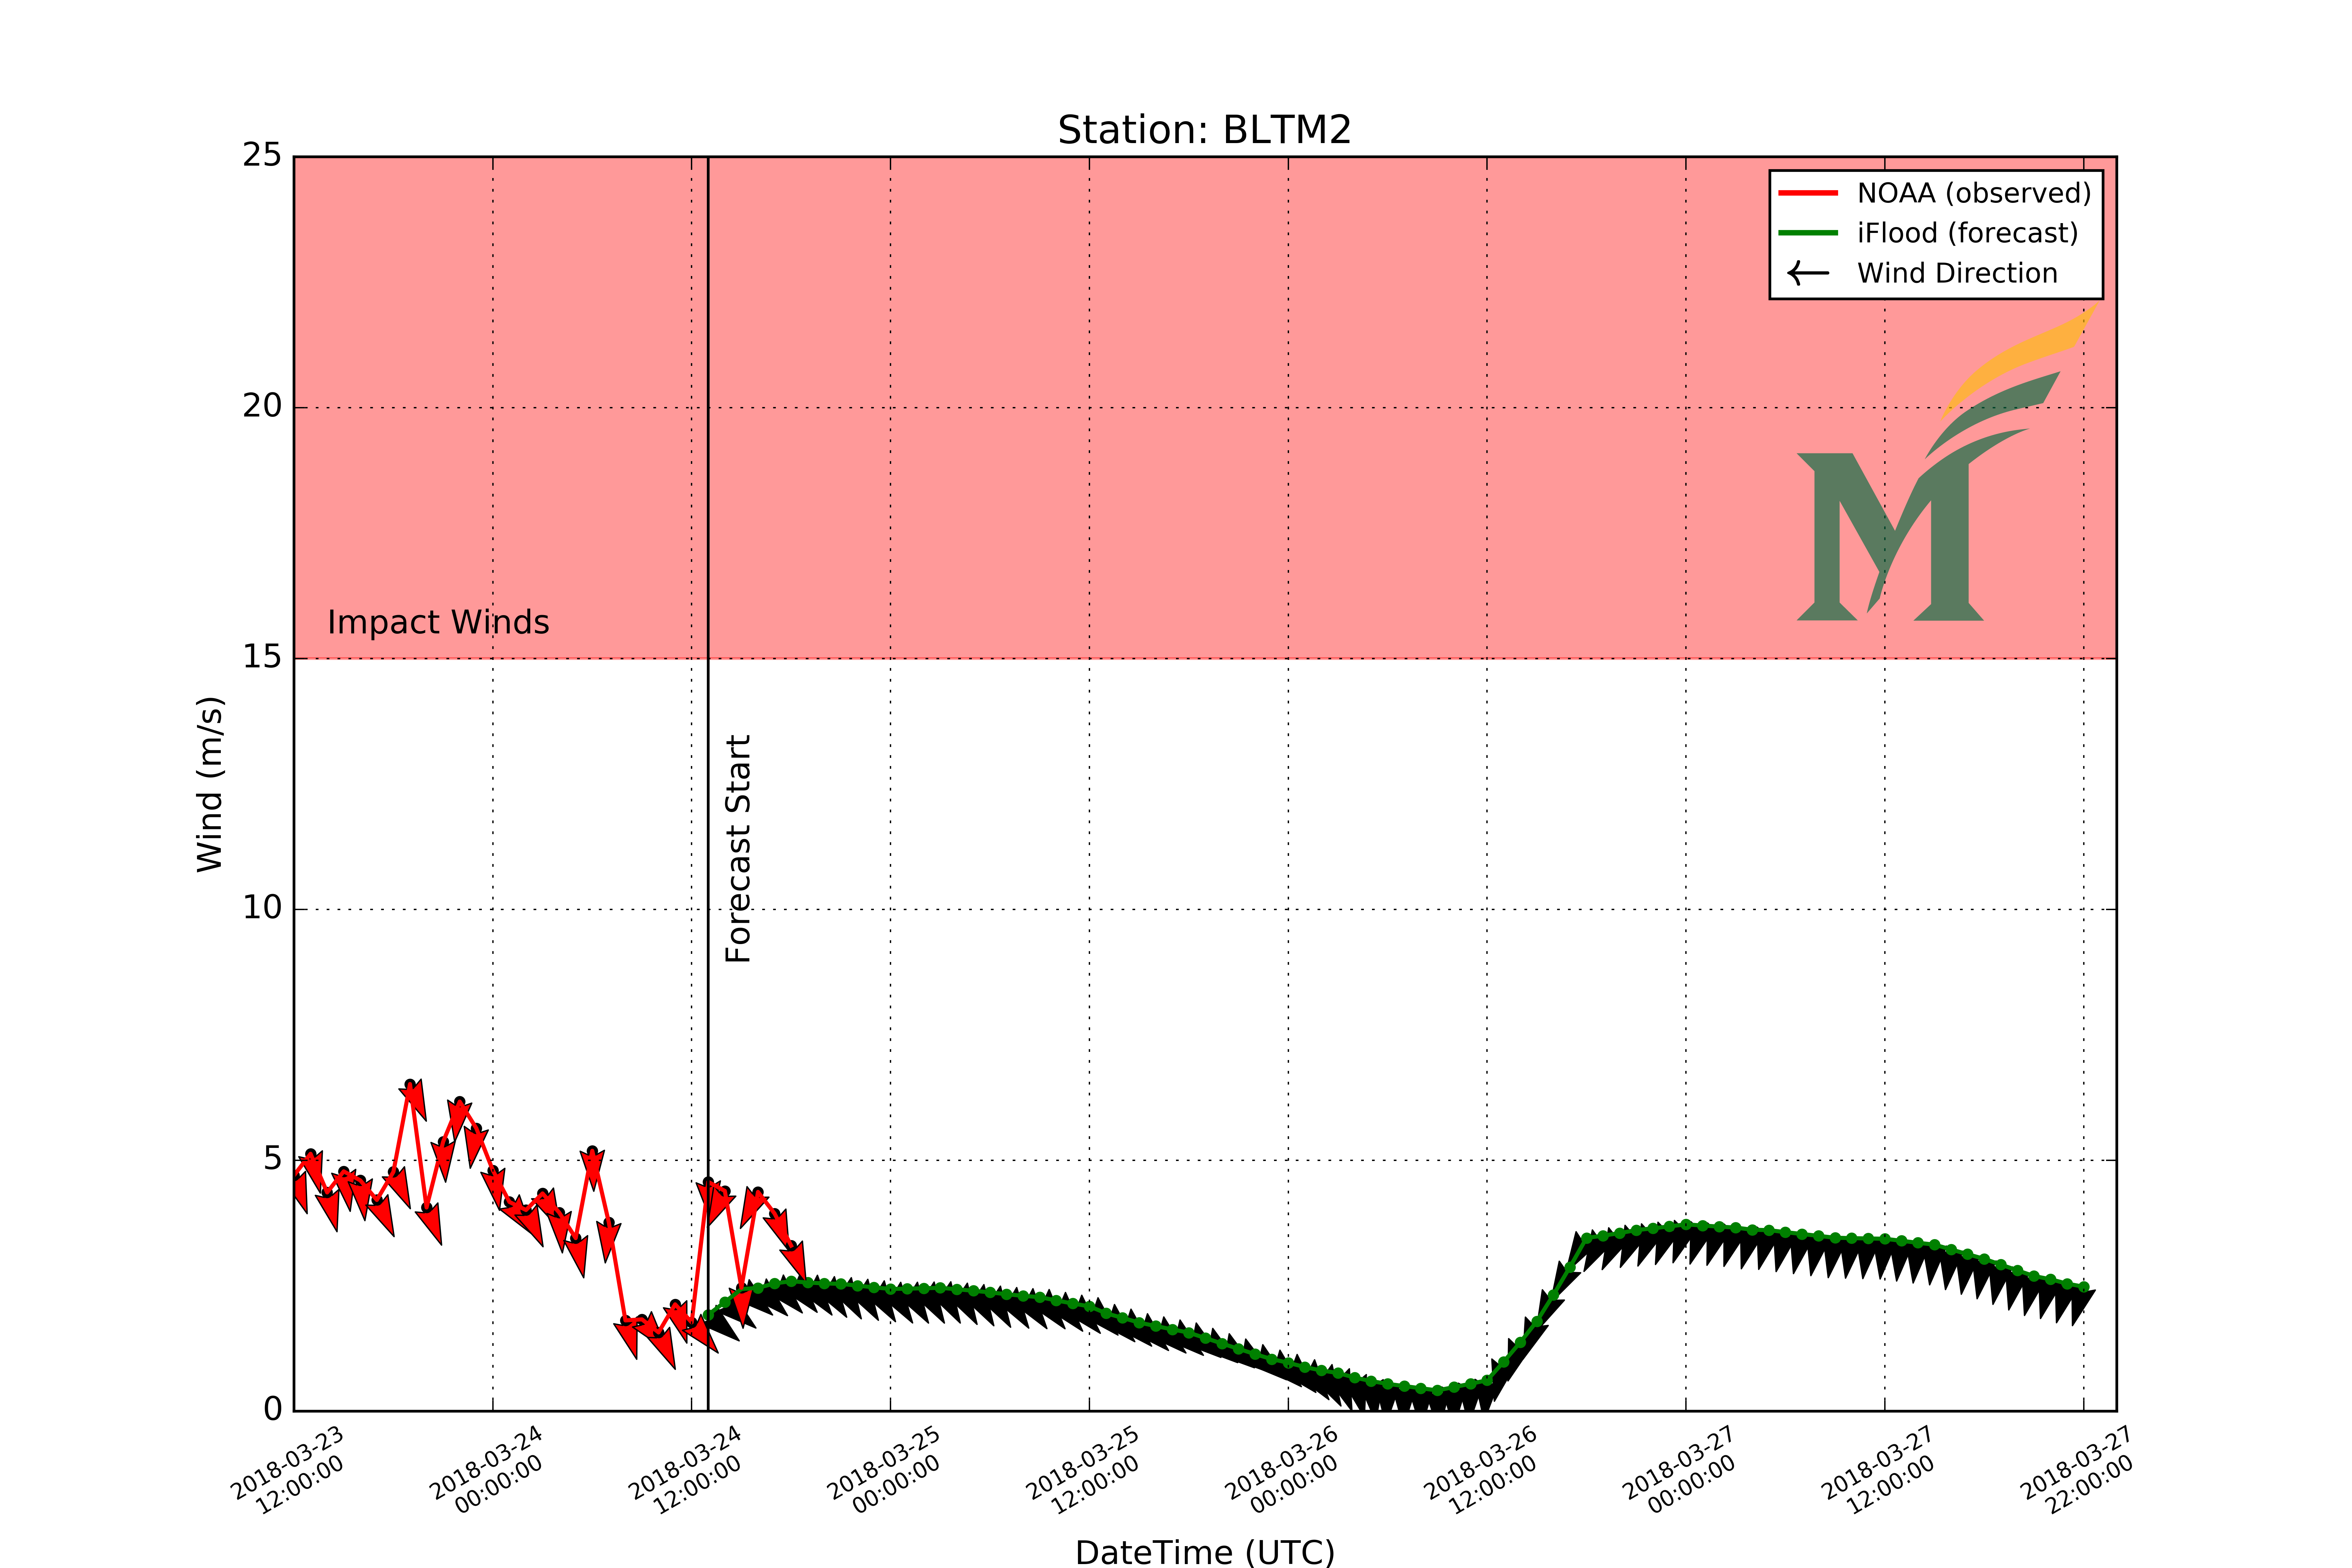 Station: BLTM2
25
20
15
10
5
0
Wind (m/s)
NOAA (observed)
iFlood (forecast)
Wind Direction
M
Impact Winds
Forecast Start
2018-03-23
12:00:00
2018-03-24
00:00:00
2018-03-24
12:00:00
2018-03-25
00:00:00
2018-03-25
12:00:00
2018-03-26
00:00:00
2018-03-26
12:00:00
2018-03-27
00:00:00
2018-03-27
12:00:00
2018-03-27
22:00:00
DateTime (UTC)